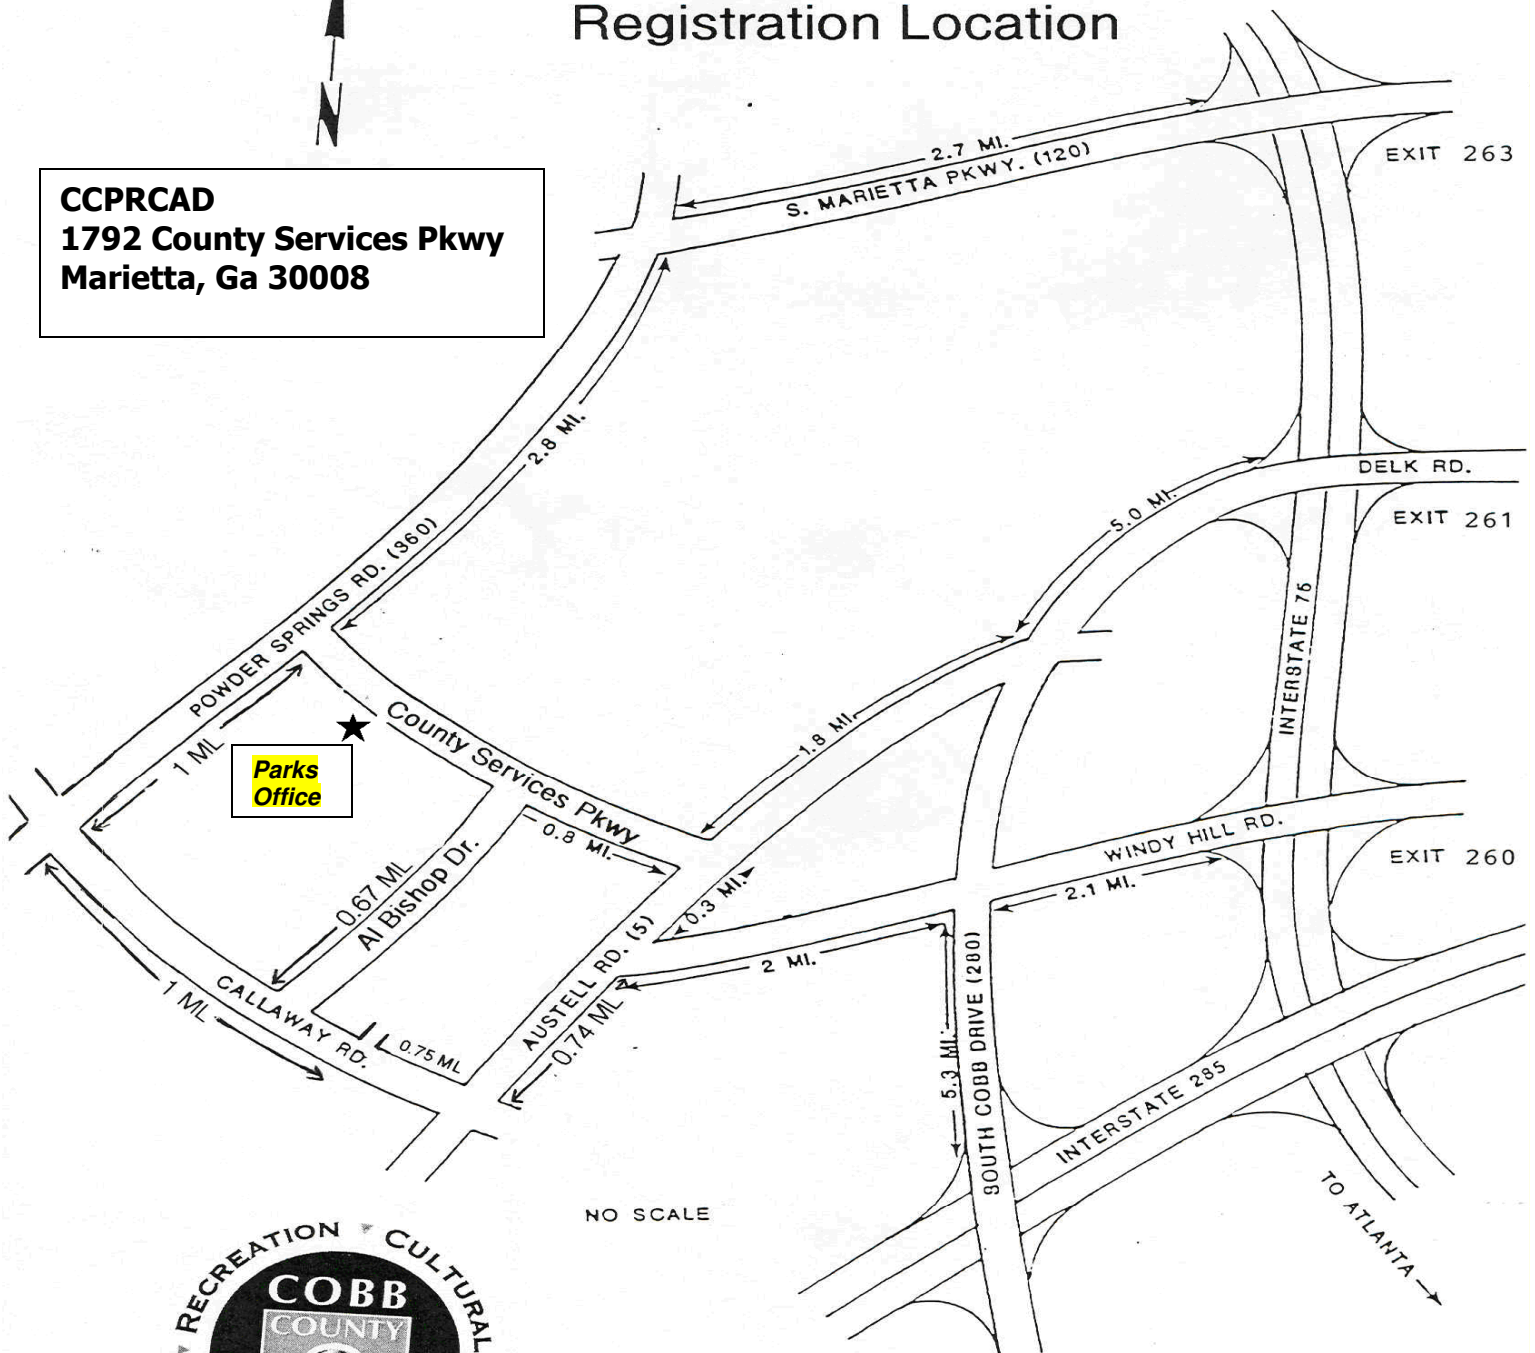 Registration Location
N
CCPRCAD
1792 County Services Pkwy
Marietta, Ga 30008
2.7 MI.
S. MARIETTA PKWY. (120)
EXIT 263
2.8 MI.
POWDER SPRINGS RD. (360)
DELK RD.
EXIT 261
5.0 MI.
INTERSTATE 75
1 ML
County Services Pkwy
Parks
Office
1.8 MI.
0.8 MI.
WINDY HILL RD.
EXIT 260
2.1 MI.
0.67 ML
Al Bishop Dr.
0.3 MI.
AUSTELL RD. (5)
2 MI.
0.74 ML
CALLAWAY RD.
1 ML
0.75 ML
5.3 MI.
SOUTH COBB DRIVE (280)
INTERSTATE 285
TO ATLANTA
NO SCALE
RECREATION
CULTURAL
COBB
COUNTY